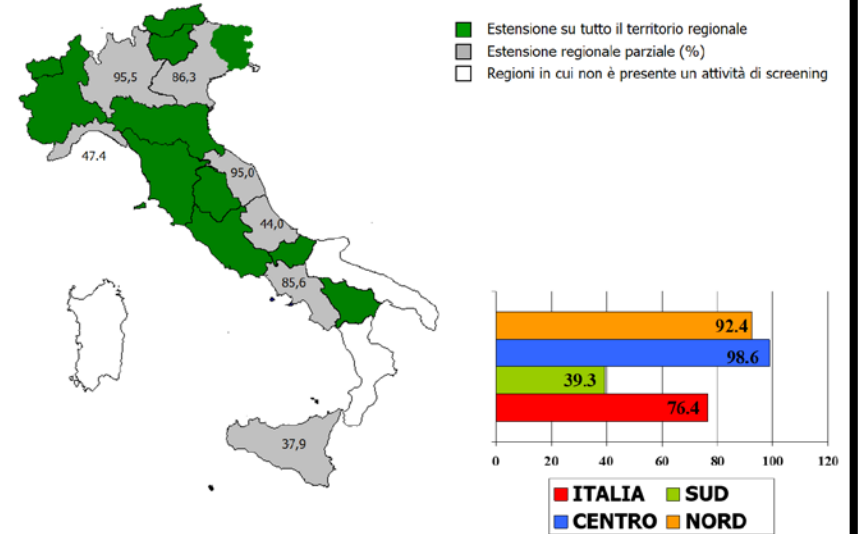 Estensione su tutto il territorio regionale
Estensione regionale parziale (%)
Regioni in cui non è presente un attività di screening
95,5
86,3
47.4
95,0
44,0
85,6
37,9
92.4
98.6
39.3
76.4
0 20 40 60 80 100 120
ITALIA SUD
CENTRO NORD